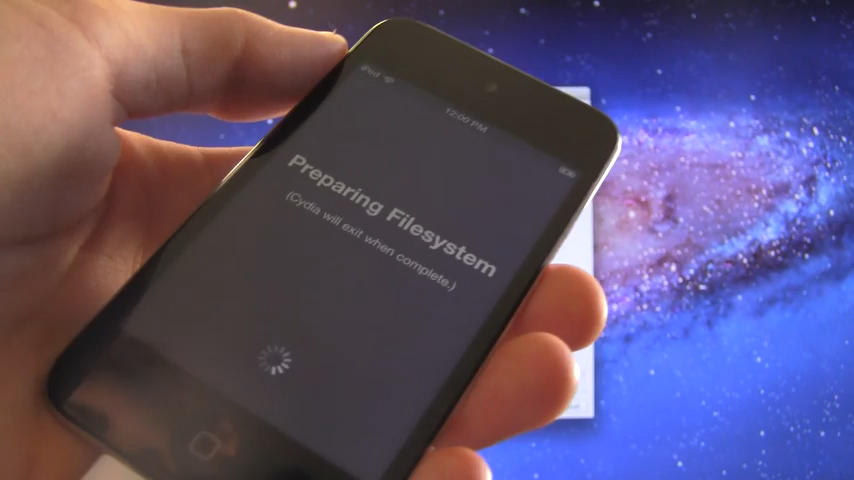 iPod
12:00 PM
Preparing Filesystem
(Cydia will exit when complete.)